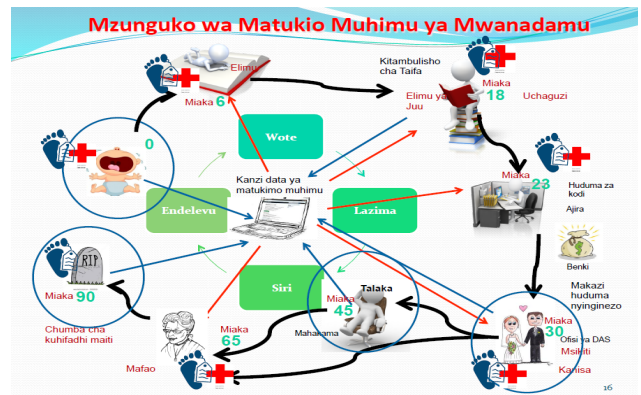 Mzunguko wa Matukio Muhimu ya Mwanadamu
Elimu
Miaka 6
Kitambulisho
cha Taifa
Elimu ya
Juu
Miaka
18
Uchaguzi
0
Wote
Miaka
23
Huduma za
kodi
Ajira
Kanzi data ya
matukimo muhimu
Endelevu
Lazima
Benki
RIP
Miaka 90
Siri
Talaka
Miaka
45
Mahakama
Makazi
huduma
nyinginezo
Miaka
30
Ofisi ya DAS
Msikiti
Kanisa
Chumba cha
kuhifadhi maiti
Miaka
65
Mafao
16